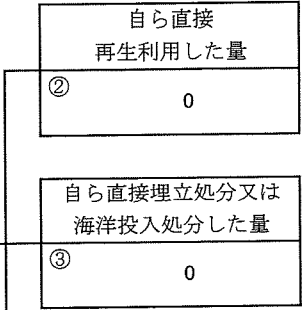 自ら直接
再生利用した量
②
0
自ら直接埋立処分又は
海洋投入処分した量
③
0